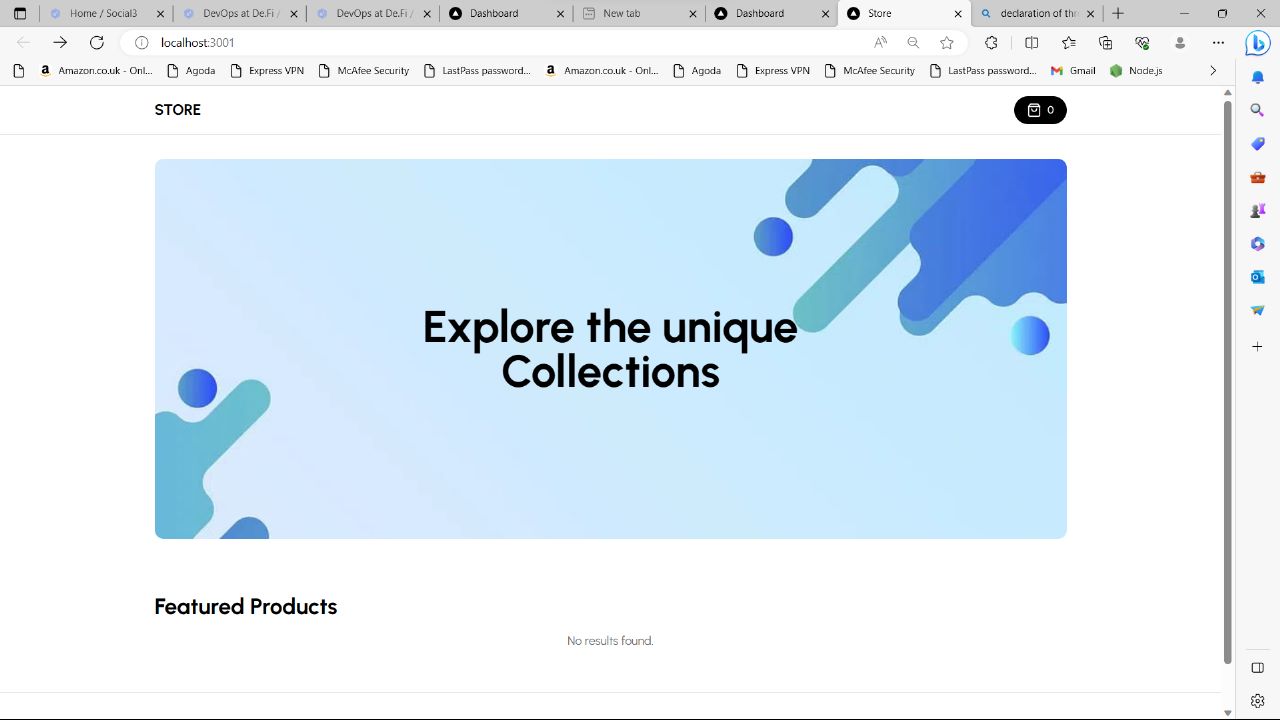 Home / Social3
DevOps at De.Fi /
DevOps at De.Fi /
Dashboard
New tab
Dashboard
Store
declaration of the
localhost:3001
Amazon.co.uk - Onl...
Agoda
Express VPN
McAfee Security
LastPass password...
Amazon.co.uk - Onl...
Agoda
Express VPN
McAfee Security
LastPass password...
Gmail
Node.js
STORE
0
Explore the unique
Collections
Featured Products
No results found.